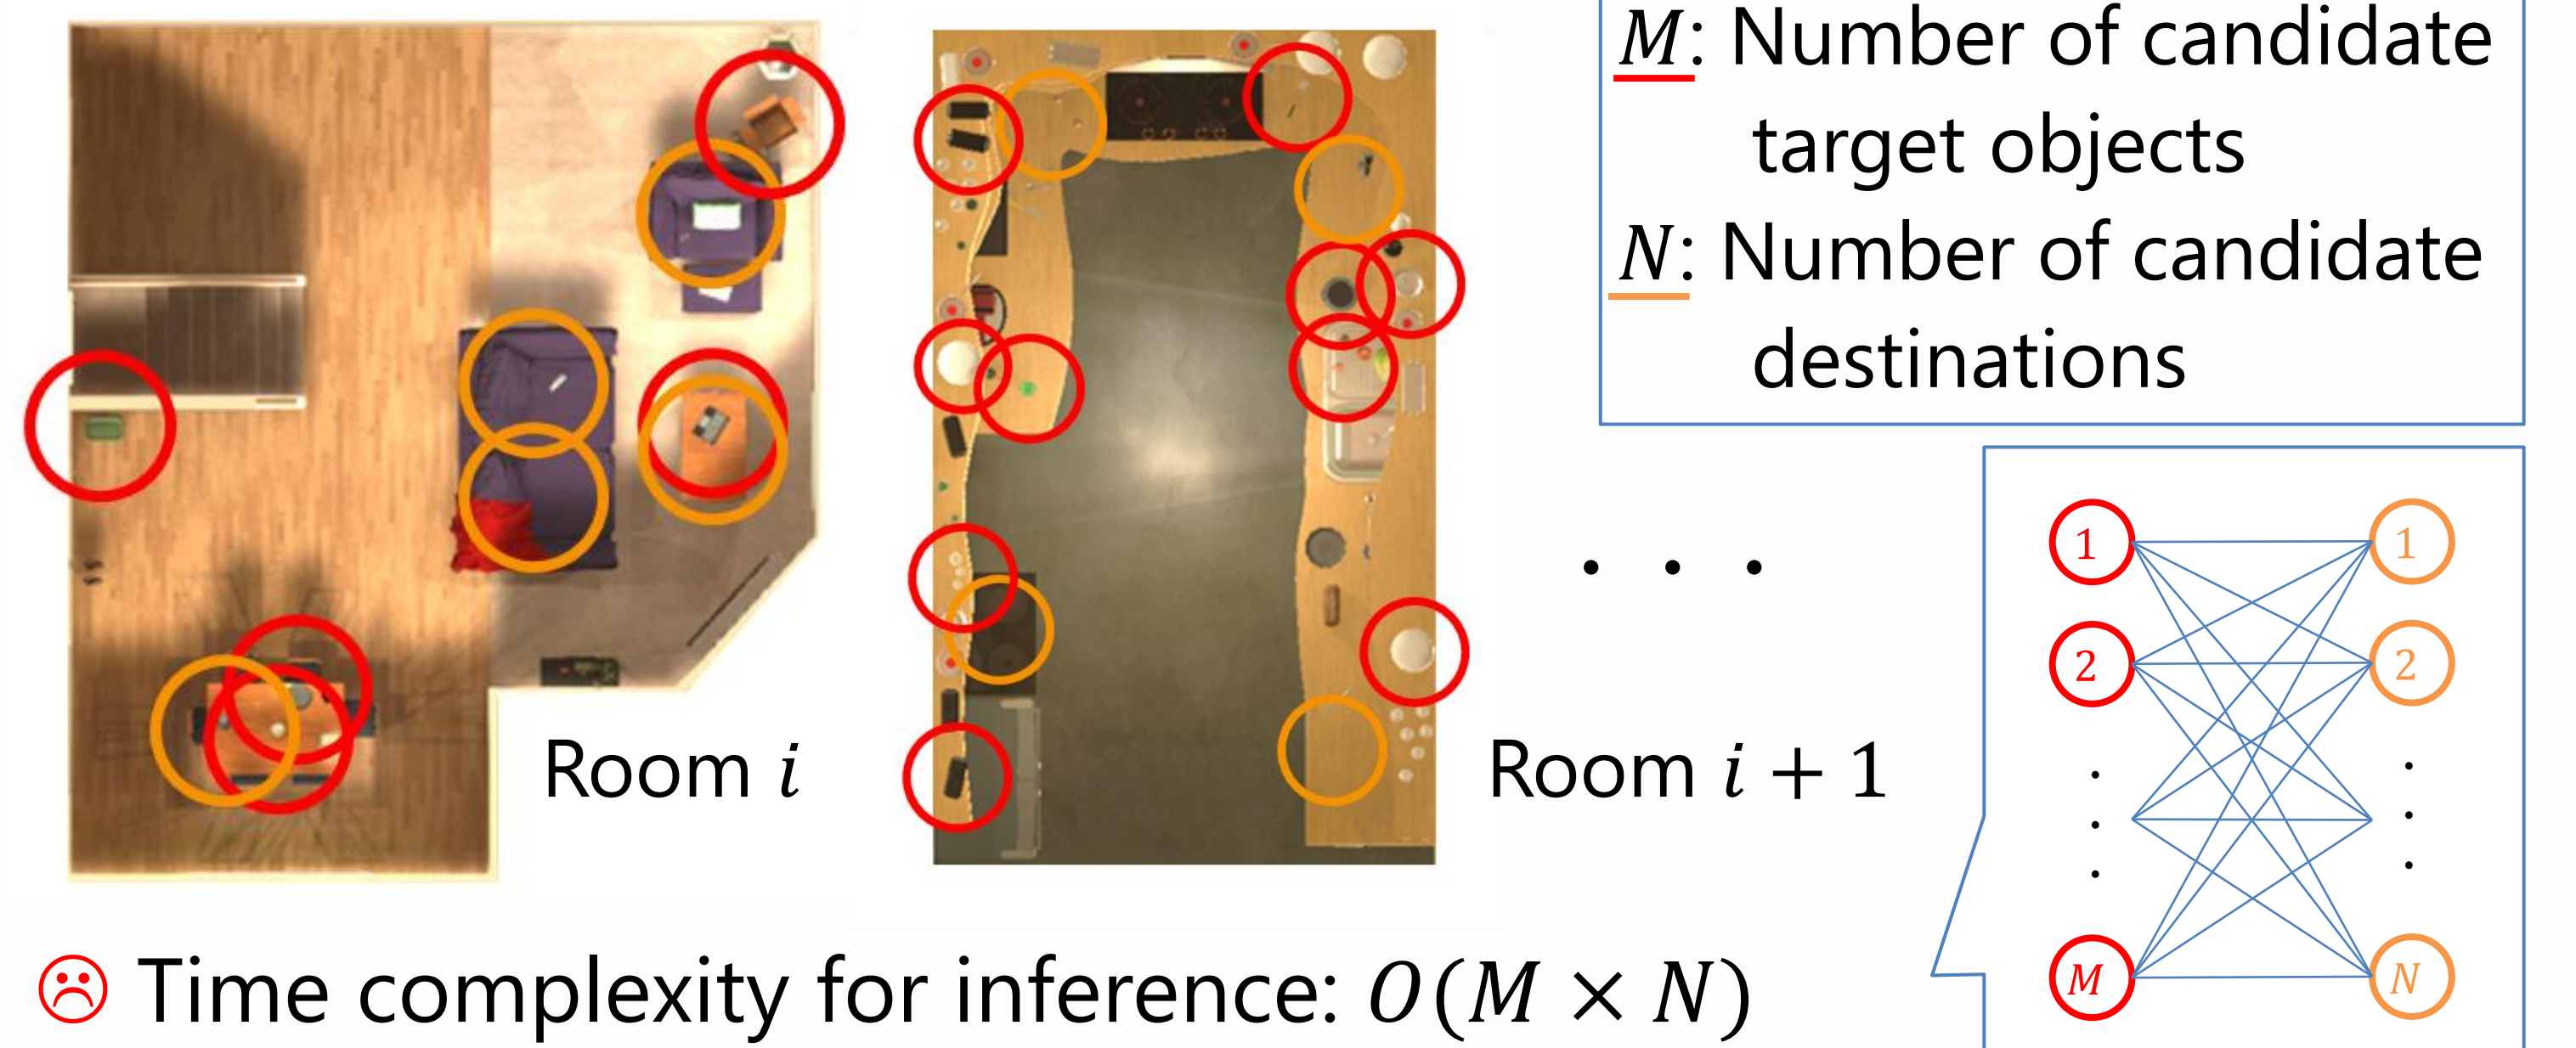 M: Number of candidate
target objects
N: Number of candidate
destinations
Room i
Room i + 1
. . .
1
1
2
2
M
N
Time complexity for inference: O(M × N)